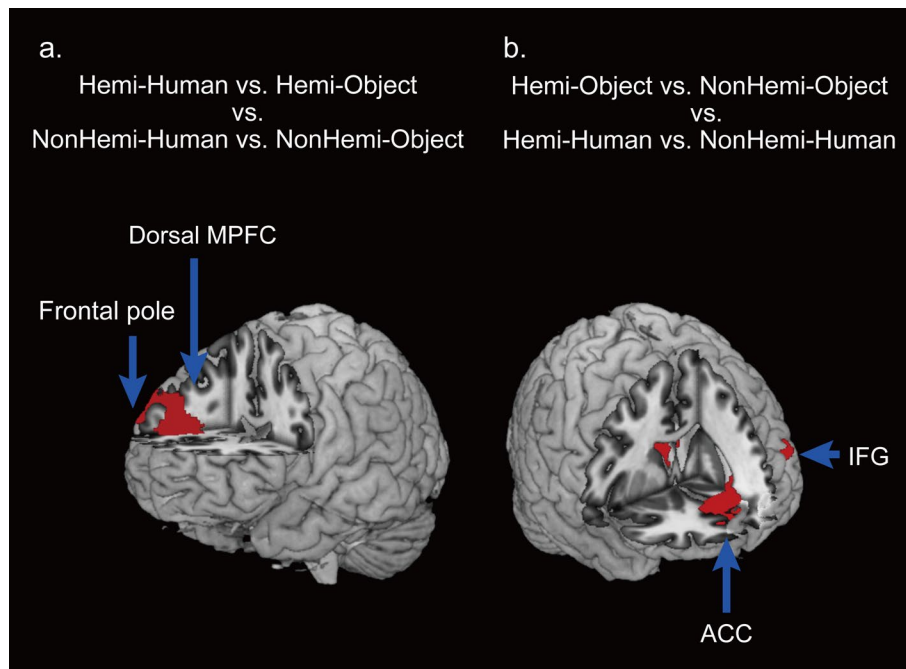 a.
Hemi-Human vs. Hemi-Object
vs.
NonHemi-Human vs. NonHemi-Object
Dorsal MPFC
Frontal pole
b.
Hemi-Object vs. NonHemi-Object
vs.
Hemi-Human vs. NonHemi-Human
IFG
ACC